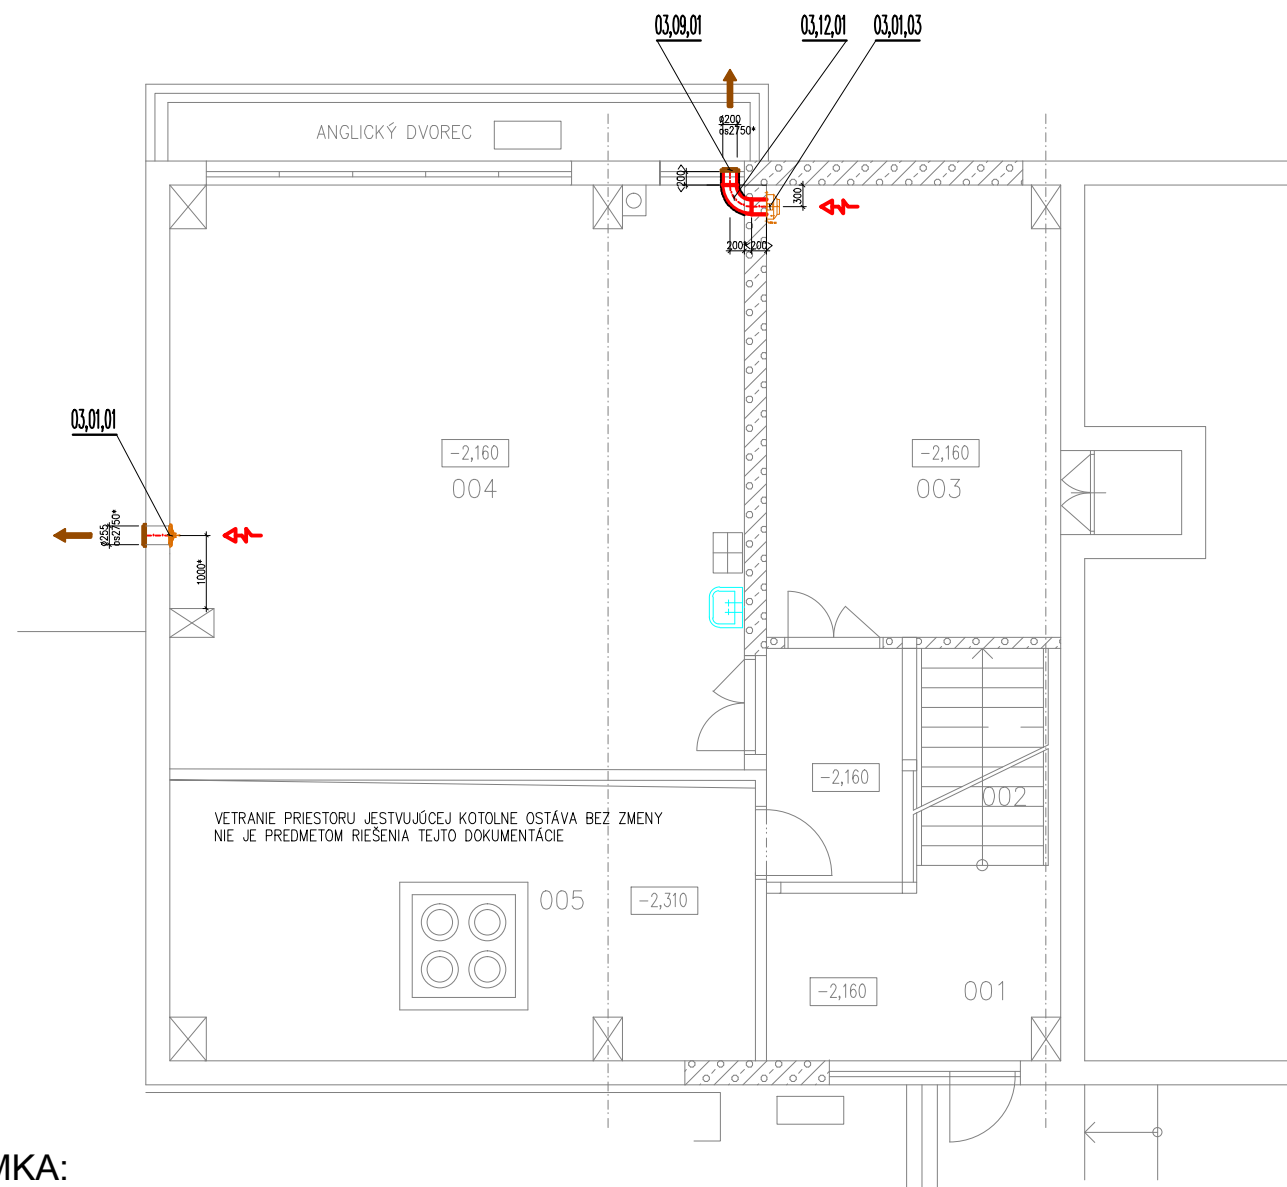 03,09,01
03,12,01
03,01,03
ANGLICKÝ DVOREC
ø200
os2750*
<200>
300
200*
<200>
03,01,01
-2,160
004
-2,160
003
ø255
os2750*
1000*
-2,160
002
VETRANIE PRIESTORU JESTVUJÚCEJ KOTOLNE OSTÁVA BEZ ZMENY
NIE JE PREDMETOM RIEŠENIA TEJTO DOKUMENTÁCIE
005
-2,310
-2,160
001
MKA: